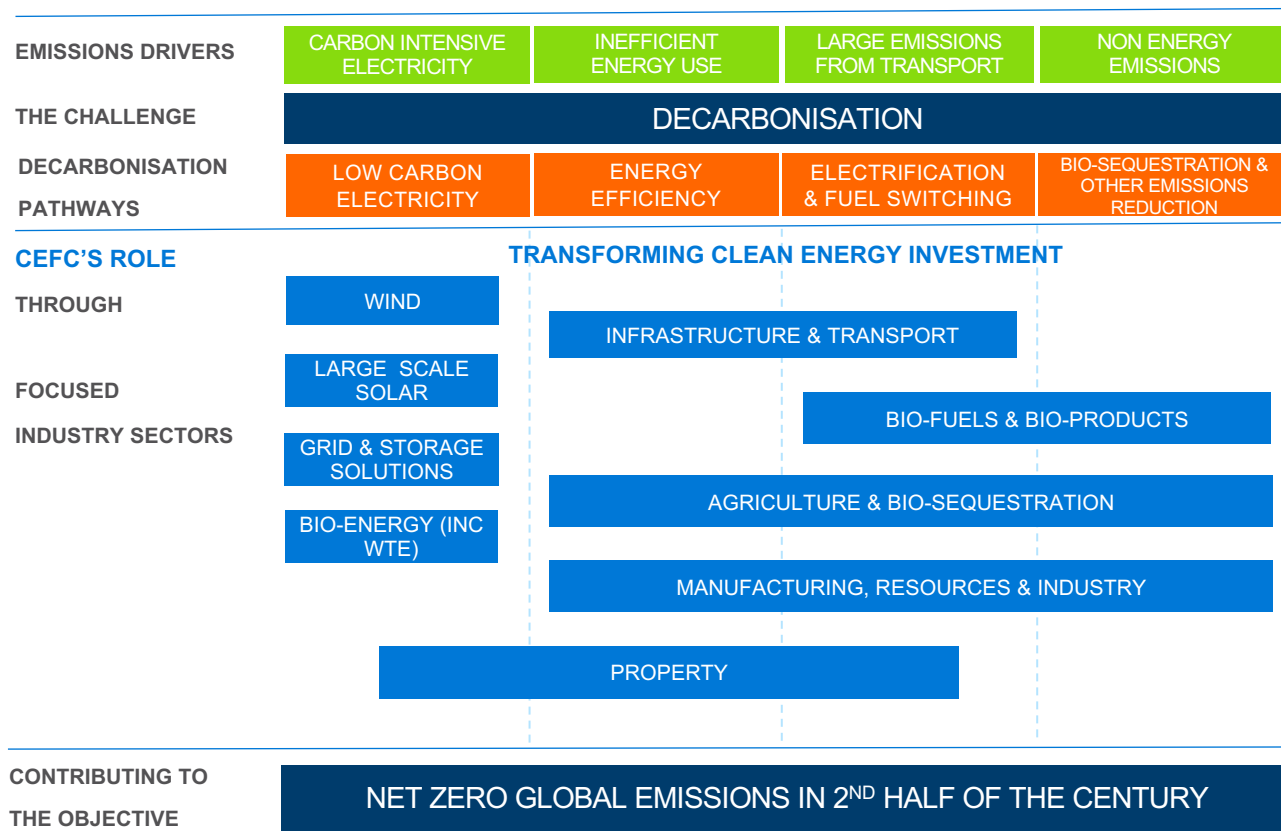 EMISSIONS DRIVERS
CARBON INTENSIVE
ELECTRICITY
INEFFICIENT
ENERGY USE
LARGE EMISSIONS
FROM TRANSPORT
NON ENERGY
EMISSIONS
THE CHALLENGE
DECARBONISATION
DECARBONISATION
PATHWAYS
LOW CARBON
ELECTRICITY
ENERGY
EFFICIENCY
ELECTRIFICATION
& FUEL SWITCHING
BIO-SEQUESTRATION &
OTHER EMISSIONS
REDUCTION
CEFC'S ROLE
TRANSFORMING CLEAN ENERGY INVESTMENT
THROUGH
FOCUSED
INDUSTRY SECTORS
WIND
LARGE SCALE
SOLAR
GRID & STORAGE
SOLUTIONS
BIO-ENERGY (INC
WTE)
INFRASTRUCTURE & TRANSPORT
BIO-FUELS & BIO-PRODUCTS
AGRICULTURE & BIO-SEQUESTRATION
MANUFACTURING, RESOURCES & INDUSTRY
PROPERTY
CONTRIBUTING TO
THE OBJECTIVE
NET ZERO GLOBAL EMISSIONS IN 2ND HALF OF THE CENTURY